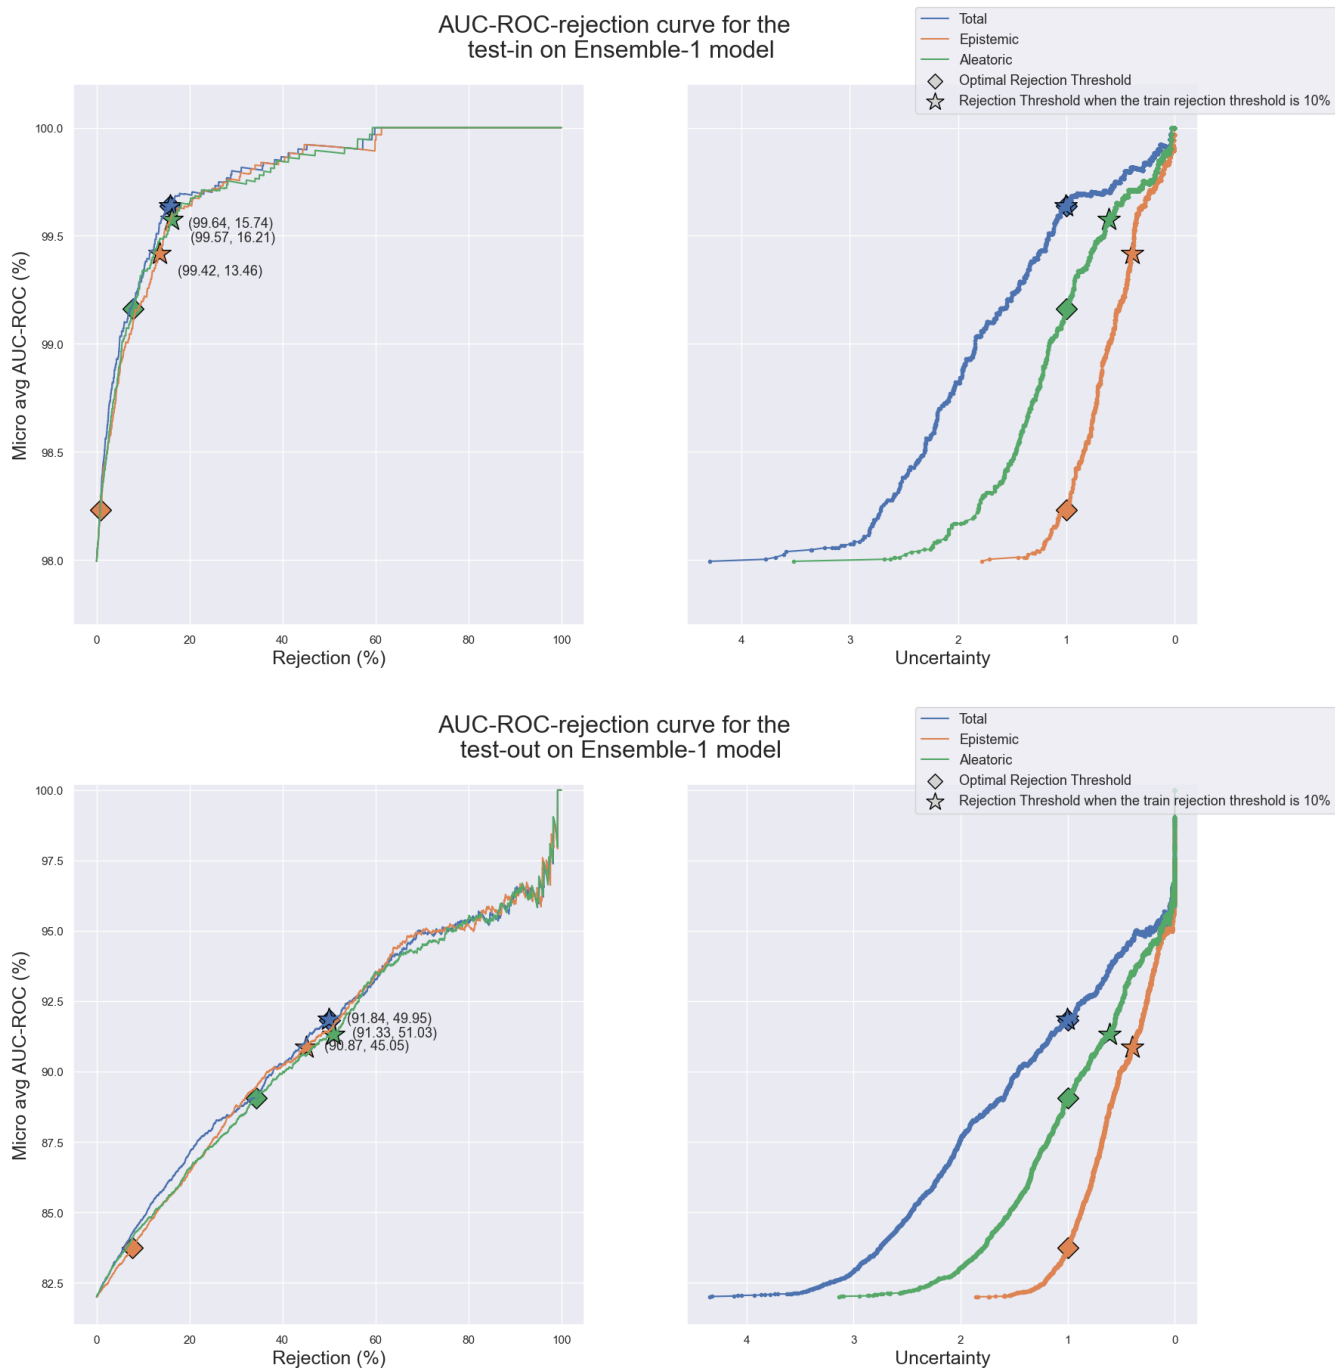 AUC-ROC-rejection curve for the
test-in on Ensemble-1 model
Total
Epistemic
Aleatoric
Optimal Rejection Threshold
Rejection Threshold when the train rejection threshold is 10%
Micro avg AUC-ROC (%)
100.0
99.5
99.0
98.5
98.0
(99.64, 15.74)
(99.57, 16.21)
(99.42, 13.46)
0 20 40 60 80 100
Rejection (%)
4 3 2 1 0
Uncertainty
AUC-ROC-rejection curve for the
test-out on Ensemble-1 model
Total
Epistemic
Aleatoric
Optimal Rejection Threshold
Rejection Threshold when the train rejection threshold is 10%
Micro avg AUC-ROC (%)
100.0
97.5
95.0
92.5
90.0
87.5
85.0
82.5
(91.84, 49.95)
(91.33, 51.03)
(90.87, 45.05)
0 20 40 60 80 100
Rejection (%)
4 3 2 1 0
Uncertainty